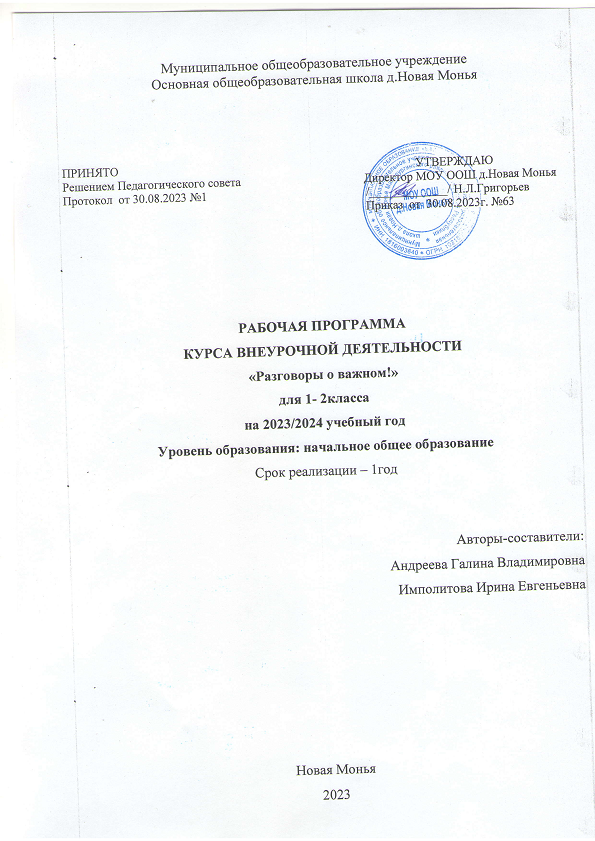 Муниципальное общеобразовательное учреждение
Основная общеобразовательная школа д.Новая Монья
ПРИНЯТО
Решением Педагогического совета
Протокол от 30.08.2023 №1
УТВЕРЖДАЮ
Директор МОУ ООШ д.Новая Монья
/ Н.Л.Григорьев
Приказ от 30.08.2023г. №63
МОУ ООШ
РАБОЧАЯ ПРОГРАММА
КУРСА ВНЕУРОЧНОЙ ДЕЯТЕЛЬНОСТИ
«Разговоры о важном!»
для 1- 2класса
на 2023/2024 учебный год
Уровень образования: начальное общее образование
Срок реализации – 1год
Авторы-составители:
Андреева Галина Владимировна
Имполитова Ирина Евгеньевна
Новая Монья
2023